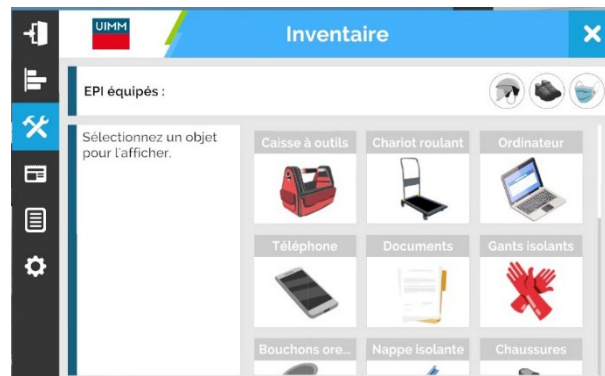 UIMM
Inventaire
EPI équipés :
Sélectionnez un objet
pour l'afficher.
Caisse à outils
Chariot roulant
Ordinateur
Téléphone
Documents
Gants isolants
Bouchons ore...
Nappe isolante
Chaussures